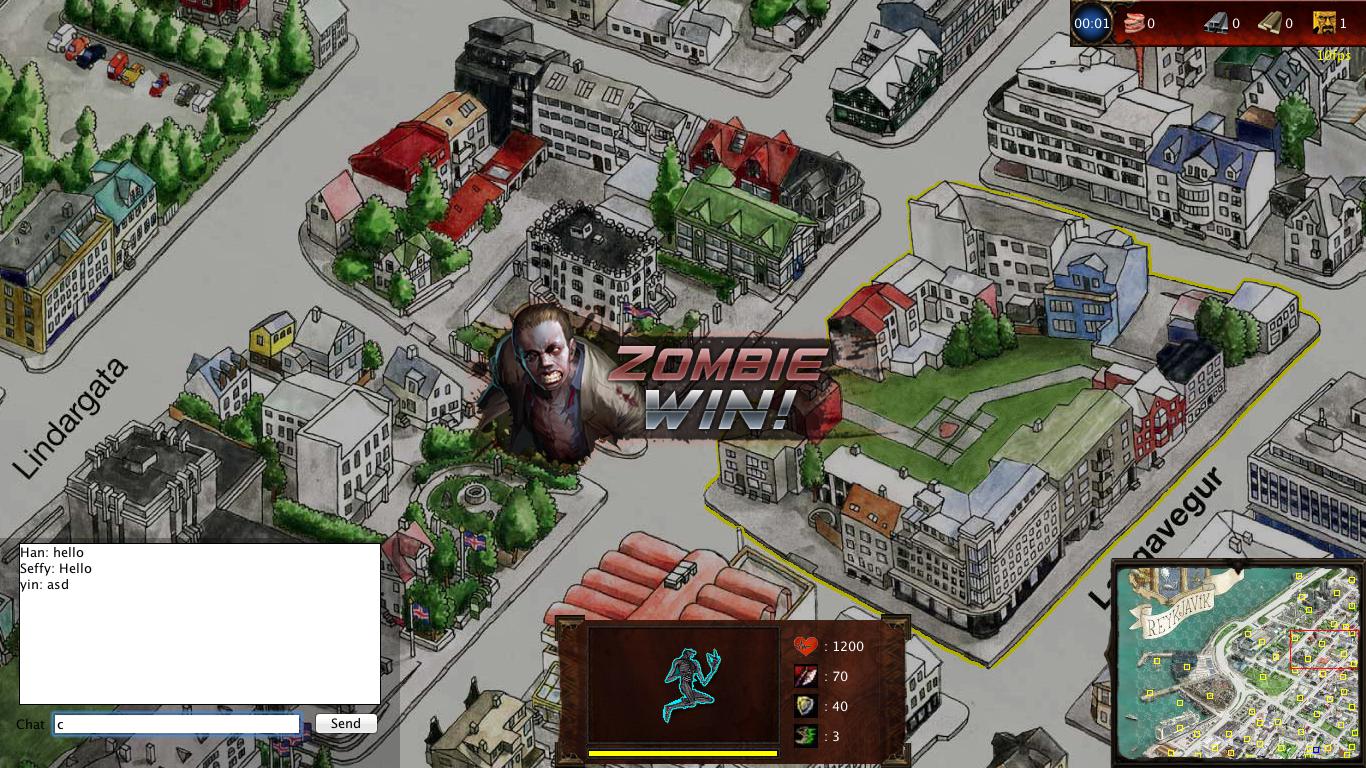 00:01
0
0
0
1
10fps
Lindargata
ZOMBIE
WIN!
gavegur
Han: hello
Seffy: Hello
yin: asd
Chat
c
Send
: 1200
: 70
: 40
: 3
REYKJAVIK